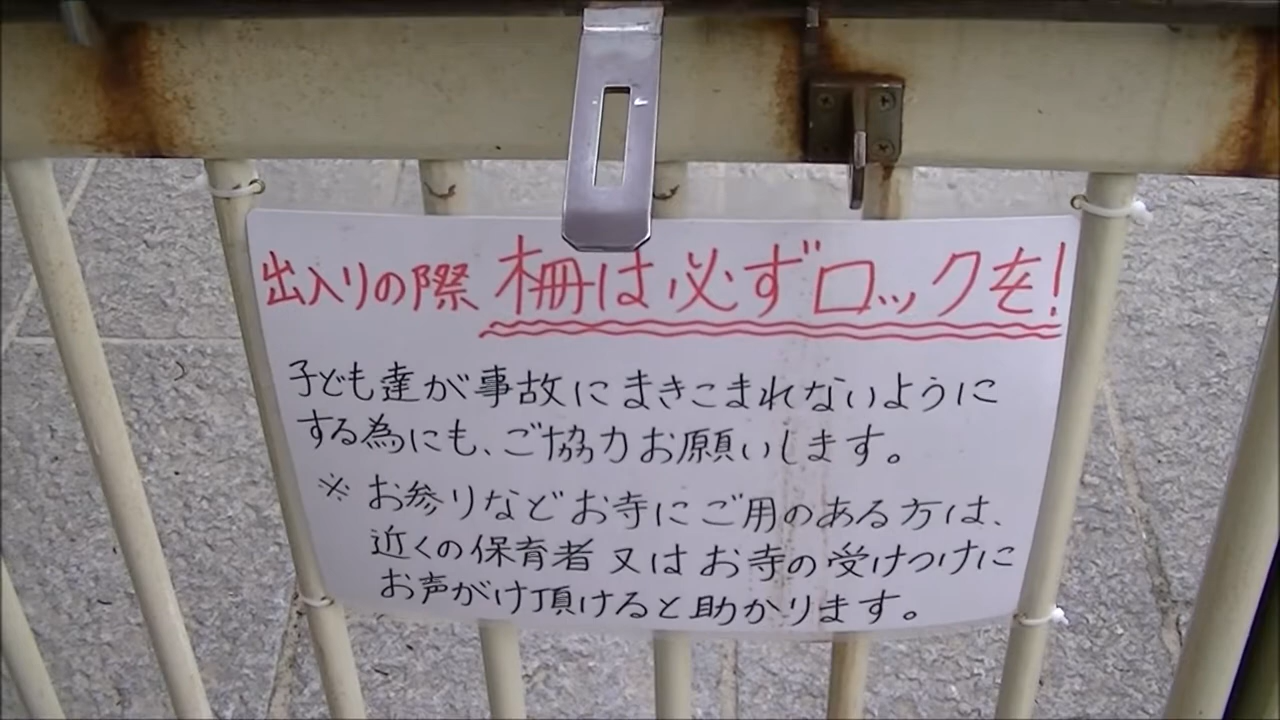 出入りの際 柵は必ずロックを!
子ども達が事故にまきこまれないように
する為にも、ご協力お願いします。
※ お参りなどお寺にご用のある方は、
近くの保育者又はお寺の受けつけに
お声がけ頂けると助かります。